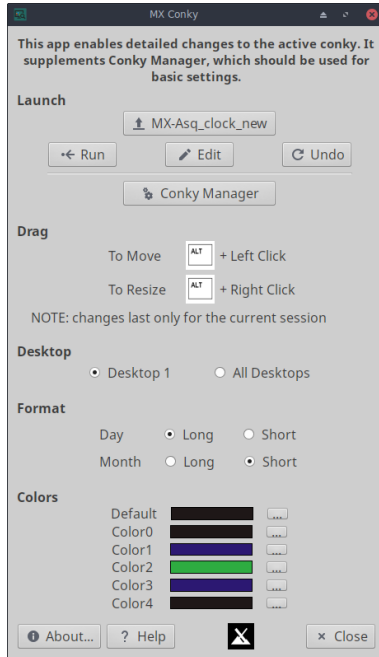 MX Conky
This app enables detailed changes to the active conky. It
supplements Conky Manager, which should be used for
basic settings.
Launch
MX-Asq_clock_new
Run Edit Undo
Conky Manager
Drag
To Move ALT + Left Click
To Resize ALT + Right Click
NOTE: changes last only for the current session
Desktop
Desktop 1 All Desktops
Format
Day Long Short
Month Long Short
Colors
Default ...
Color0 ...
Color1 ...
Color2 ...
Color3 ...
Color4 ...
About... ? Help × Close